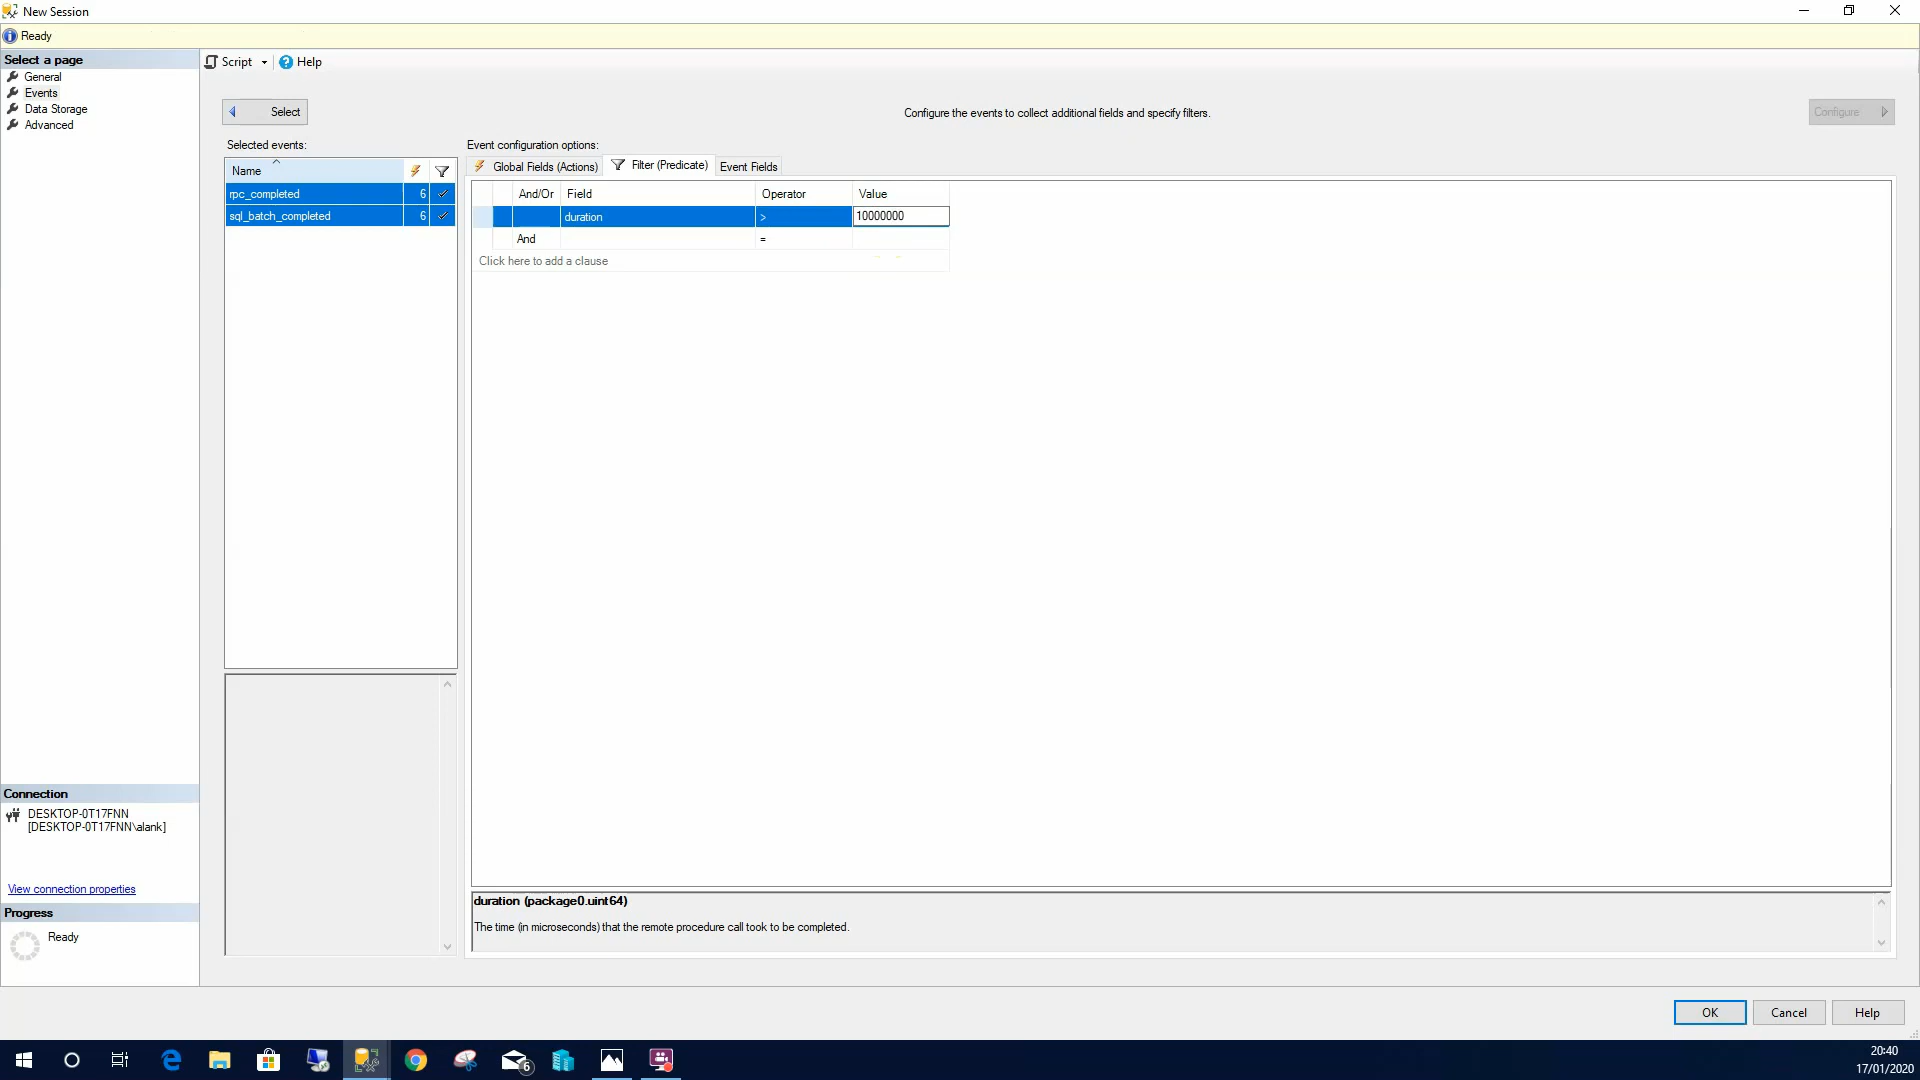 New Session
Ready
Select a page
General
Events
Data Storage
Advanced
Script
Help
Select
Configure the events to collect additional fields and specify filters.
Configure
Selected events:
Name
rpc_completed 6
sql_batch_completed 6
Event configuration options:
Global Fields (Actions)
Filter (Predicate)
Event Fields
And/Or Field Operator Value
duration > 10000000
And =
Click here to add a clause
Connection
DESKTOP-0T17FNN
[DESKTOP-0T17FNN\alank]
View connection properties
Progress
Ready
duration (package0.uint64)
The time (in microseconds) that the remote procedure call took to be completed.
OK
Cancel
Help
6
20:40
17/01/2020